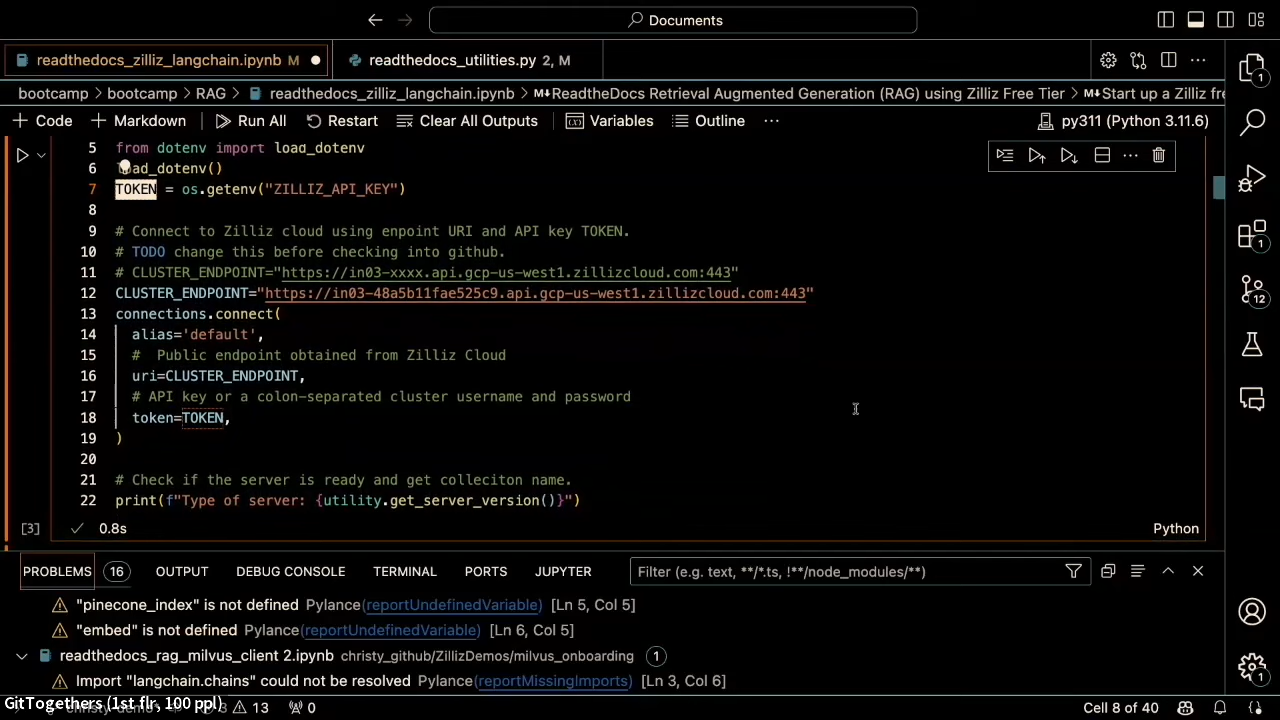 Documents
readthedocs_zilliz_langchain.ipynb M
readthedocs_utilities.py 2, M
bootcamp > bootcamp > RAG > readthedocs_zilliz_langchain.ipynb > M↓ReadtheDocs Retrieval Augmented Generation (RAG) using Zilliz Free Tier > M↓Start up a Zilliz fre
+ Code + Markdown Run All Restart Clear All Outputs Variables Outline ··· py311 (Python 3.11.6)
5 from dotenv import load_dotenv
6 load_dotenv()
7 TOKEN = os.getenv("ZILLIZ_API_KEY")
8
9 # Connect to Zilliz cloud using enpoint URI and API key TOKEN.
10 # TODO change this before checking into github.
11 # CLUSTER_ENDPOINT="https://in03-xxxx.api.gcp-us-west1.zillizcloud.com:443"
12 CLUSTER_ENDPOINT="https://in03-48a5b11fae525c9.api.gcp-us-west1.zillizcloud.com:443"
13 connections.connect(
14 alias='default',
15 #  Public endpoint obtained from Zilliz Cloud
16 uri=CLUSTER_ENDPOINT,
17 # API key or a colon-separated cluster username and password
18 token=TOKEN,
19 )
20
21 # Check if the server is ready and get colleciton name.
22 print(f"Type of server: {utility.get_server_version()}")
[3] ✓ 0.8s Python
PROBLEMS 16 OUTPUT DEBUG CONSOLE TERMINAL PORTS JUPYTER Filter (e.g. text, **/*.ts, !**/node_modules/**)
"pinecone_index" is not defined Pylance(reportUndefinedVariable) [Ln 5, Col 5]
"embed" is not defined Pylance(reportUndefinedVariable) [Ln 6, Col 5]
readthedocs_rag_milvus_client 2.ipynb christy_github/ZillizDemos/milvus_onboarding 1
Import "langchain.chains" could not be resolved Pylance(reportMissingImports) [Ln 3, Col 6]
GitTogethers (1st flr, 100 ppl) 13 0 Cell 8 of 40
1
1
12
1
1